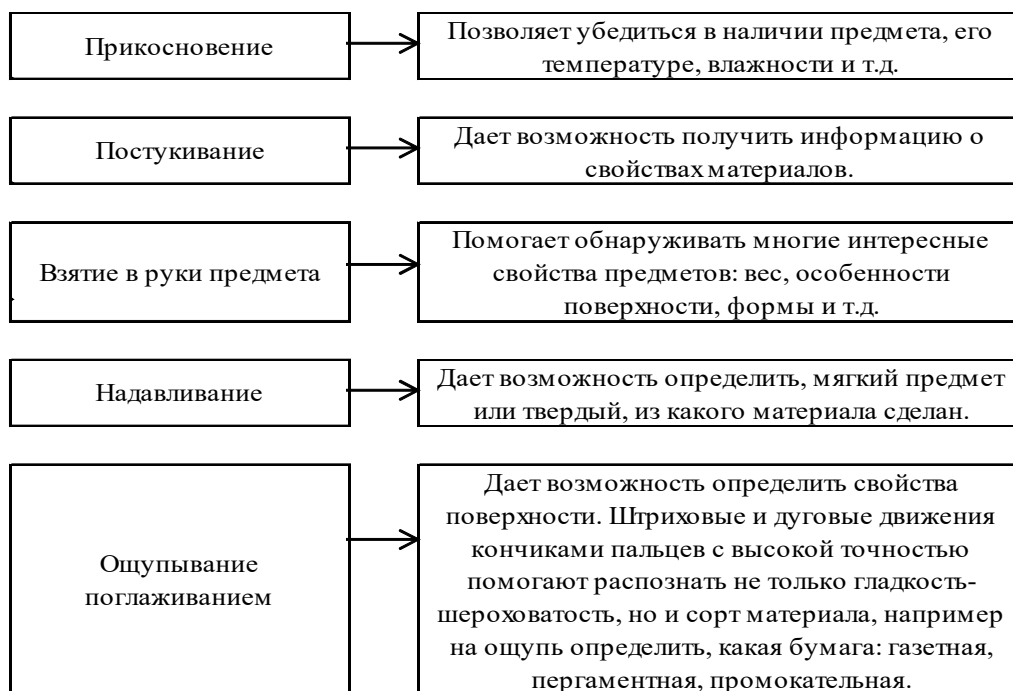 Прикосновение
Позволяет убедиться в наличии предмета, его
температуре, влажности и т.д.
Постукивание
Дает возможность получить информацию о
свойствах материалов.
Взятие в руки предмета
Помогает обнаруживать многие интересные
свойства предметов: вес, особенности
поверхности, формы и т.д.
Надавливание
Дает возможность определить, мягкий предмет
или твердый, из какого материала сделан.
Ощупывание
поглаживанием
Дает возможность определить свойства
поверхности. Штриховые и дуговые движения
кончиками пальцев с высокой точностью
помогают распознать не только гладкость-
шероховатость, но и сорт материала, например
на ощупь определить, какая бумага: газетная,
пергаментная, промокательная.